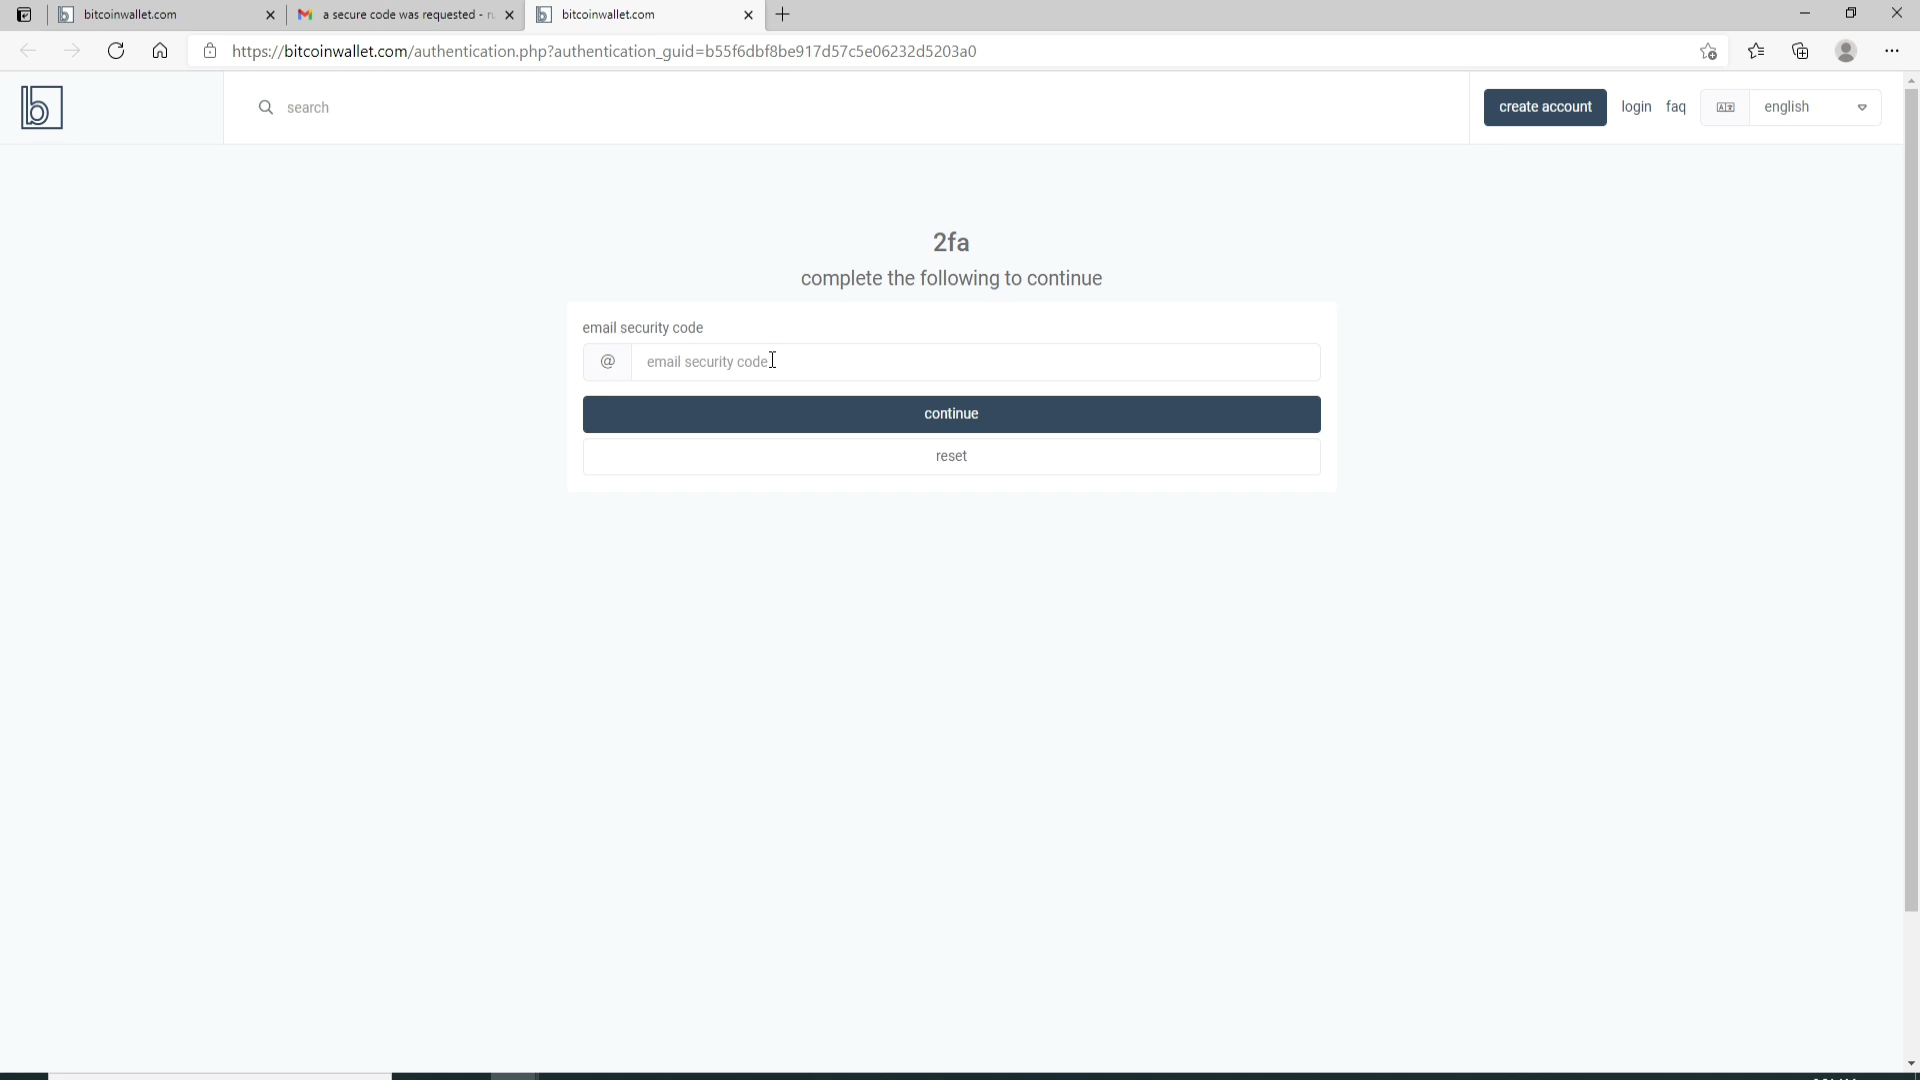 bitcoinwallet.com
a secure code was requested -
bitcoinwallet.com
https://bitcoinwallet.com/authentication.php?authentication_guid=b55f6dbf8be917d57c5e06232d5203a0
b
search
create account
login
faq
english
2fa
complete the following to continue
email security code
@
email security code
continue
reset